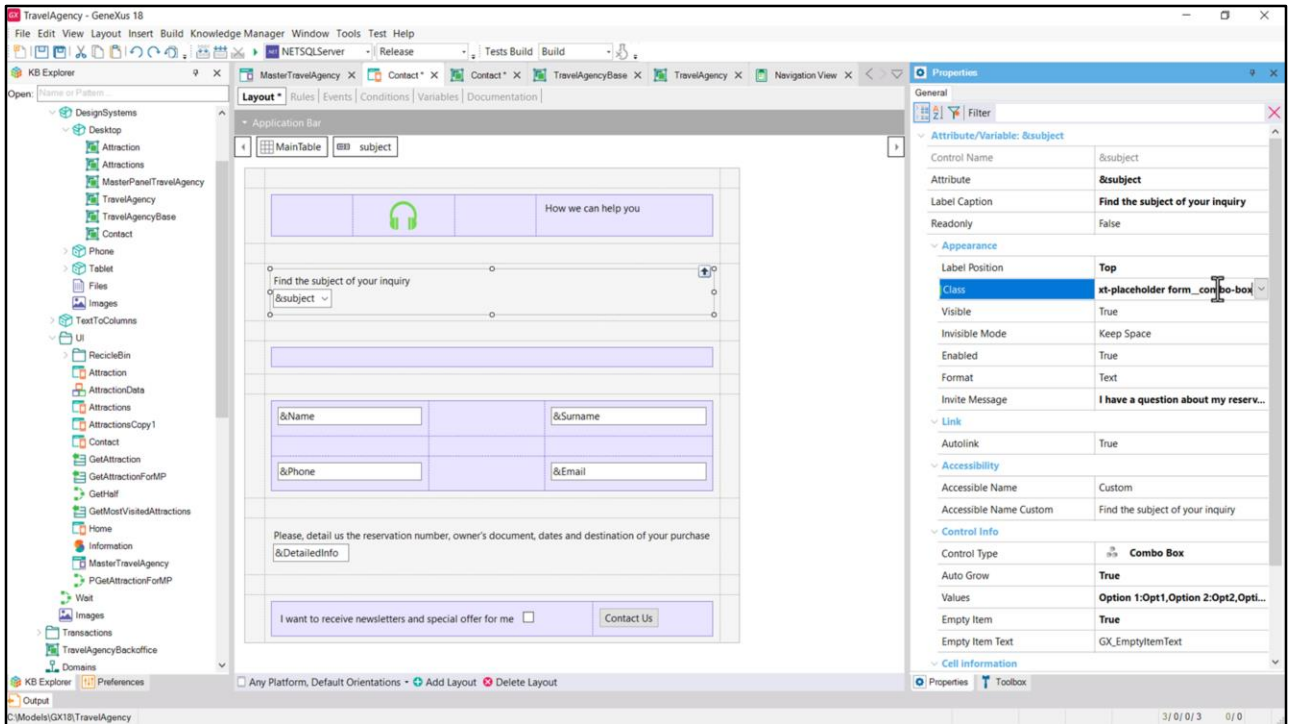 TravelAgency - GeneXus 18
File Edit View Layout Insert Build Knowledge Manager Window Tools Test Help
NETSQLServer Release Tests Build Build
KB Explorer
Open: Name or Pattern...
DesignSystems
Desktop
Attraction
Attractions
MasterPanelTravelAgency
TravelAgency
TravelAgencyBase
Contact
Phone
Tablet
Files
Images
TextToColumns
UI
RecicleBin
Attraction
AttractionData
Attractions
AttractionsCopy1
Contact
GetAttraction
GetAttractionForMP
GetHalf
GetMostVisitedAttractions
Home
Information
MasterTravelAgency
PGetAttractionForMP
Wait
Images
Transactions
TravelAgencyBackoffice
Domains
KB Explorer Preferences
Output
C:\Models\GX18\TravelAgency
MasterTravelAgency X Contact* X Contact* X TravelAgencyBase X TravelAgency X Navigation View X
Layout * Rules Events Conditions Variables Documentation
Application Bar
MainTable subject
How we can help you
Find the subject of your inquiry
&subject
&Name &Surname
&Phone &Email
Please, detail us the reservation number, owner's document, dates and destination of your purchase
&DetailedInfo
I want to receive newsletters and special offer for me Contact Us
Any Platform, Default Orientations Add Layout Delete Layout
Properties
General
Filter
Attribute/Variable: &subject
Control Name &subject
Attribute &subject
Label Caption Find the subject of your inquiry
Readonly False
Appearance
Label Position Top
Class xt-placeholder form__combo-box
Visible True
Invisible Mode Keep Space
Enabled True
Format Text
Invite Message I have a question about my reserv...
Link
Autolink True
Accessibility
Accessible Name Custom
Accessible Name Custom Find the subject of your inquiry
Control Info
Control Type Combo Box
Auto Grow True
Values Option 1:Opt1,Option 2:Opt2,Opti...
Empty Item True
Empty Item Text GX_EmptyItemText
Cell information
Properties Toolbox
3/0/0/3 0/0